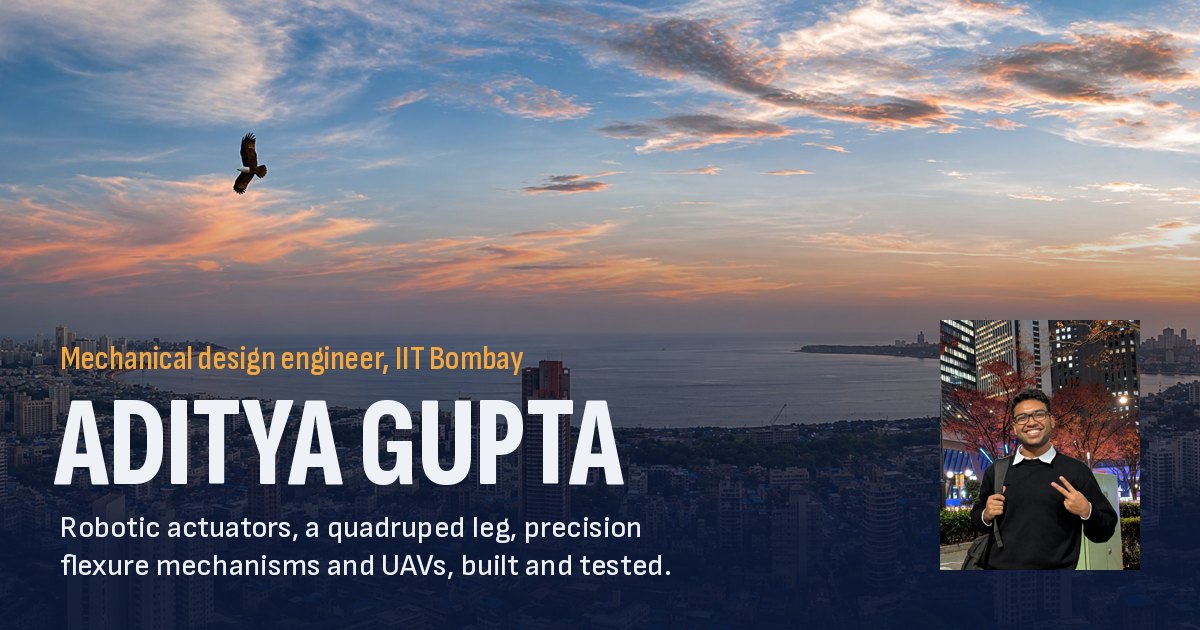 Mechanical design engineer, IIT Bombay
ADITYA GUPTA
Robotic actuators, a quadruped leg, precision
flexure mechanisms and UAVs, built and tested.